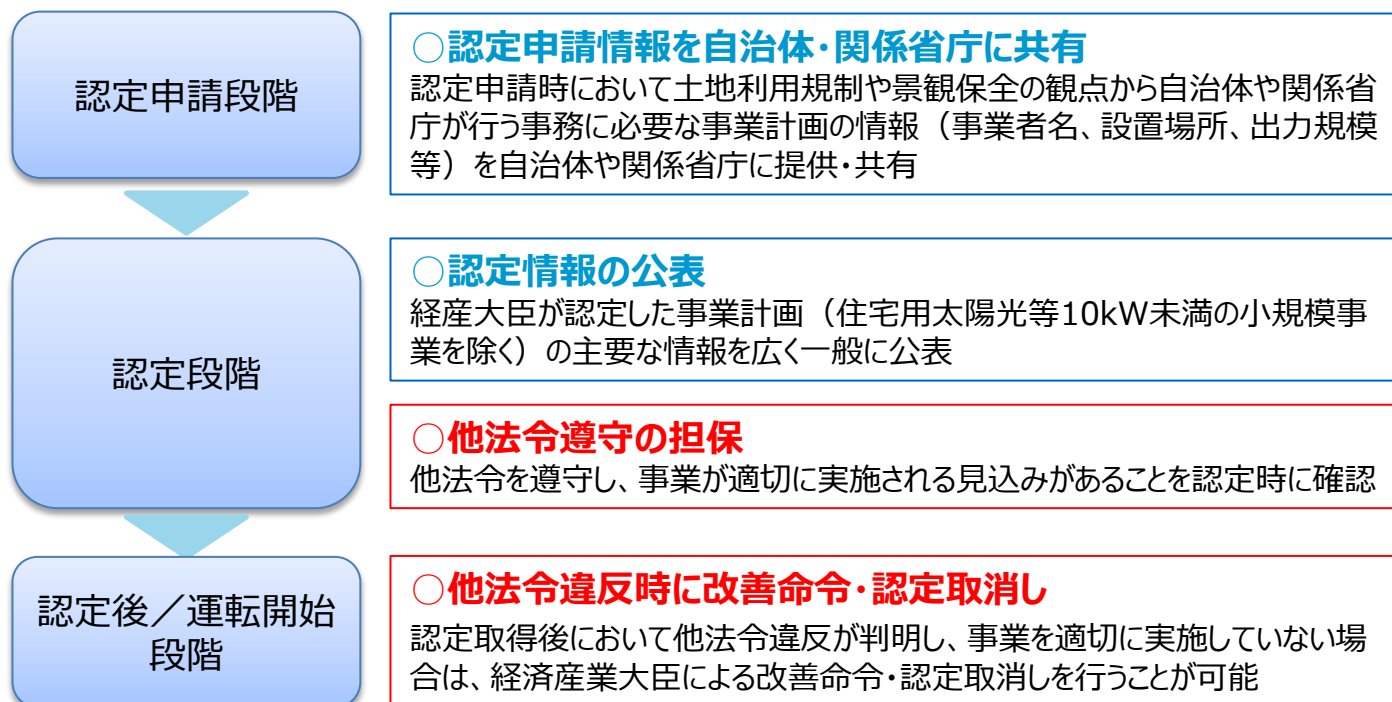 認定申請段階
○認定申請情報を自治体・関係省庁に共有
認定申請時において土地利用規制や景観保全の観点から自治体や関係省
庁が行う事務に必要な事業計画の情報（事業者名、設置場所、出力規模
等）を自治体や関係省庁に提供・共有
認定段階
○認定情報の公表
経産大臣が認定した事業計画（住宅用太陽光等10kW未満の小規模事
業を除く）の主要な情報を広く一般に公表
○他法令遵守の担保
他法令を遵守し、事業が適切に実施される見込みがあることを認定時に確認
認定後／運転開始
段階
○他法令違反時に改善命令・認定取消し
認定取得後において他法令違反が判明し、事業を適切に実施していない場
合は、経済産業大臣による改善命令・認定取消しを行うことが可能